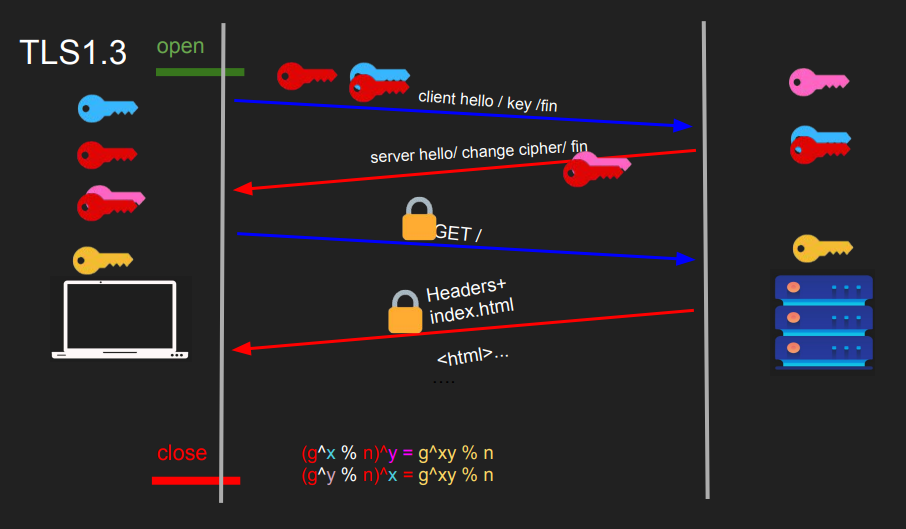 TLS1.3
open
client hello / key /fin
server hello/ change cipher/ fin
GET /
Headers+
index.html
<html>...
....
close
(g^x % n)^y = g^xy % n
(g^y % n)^x = g^xy % n